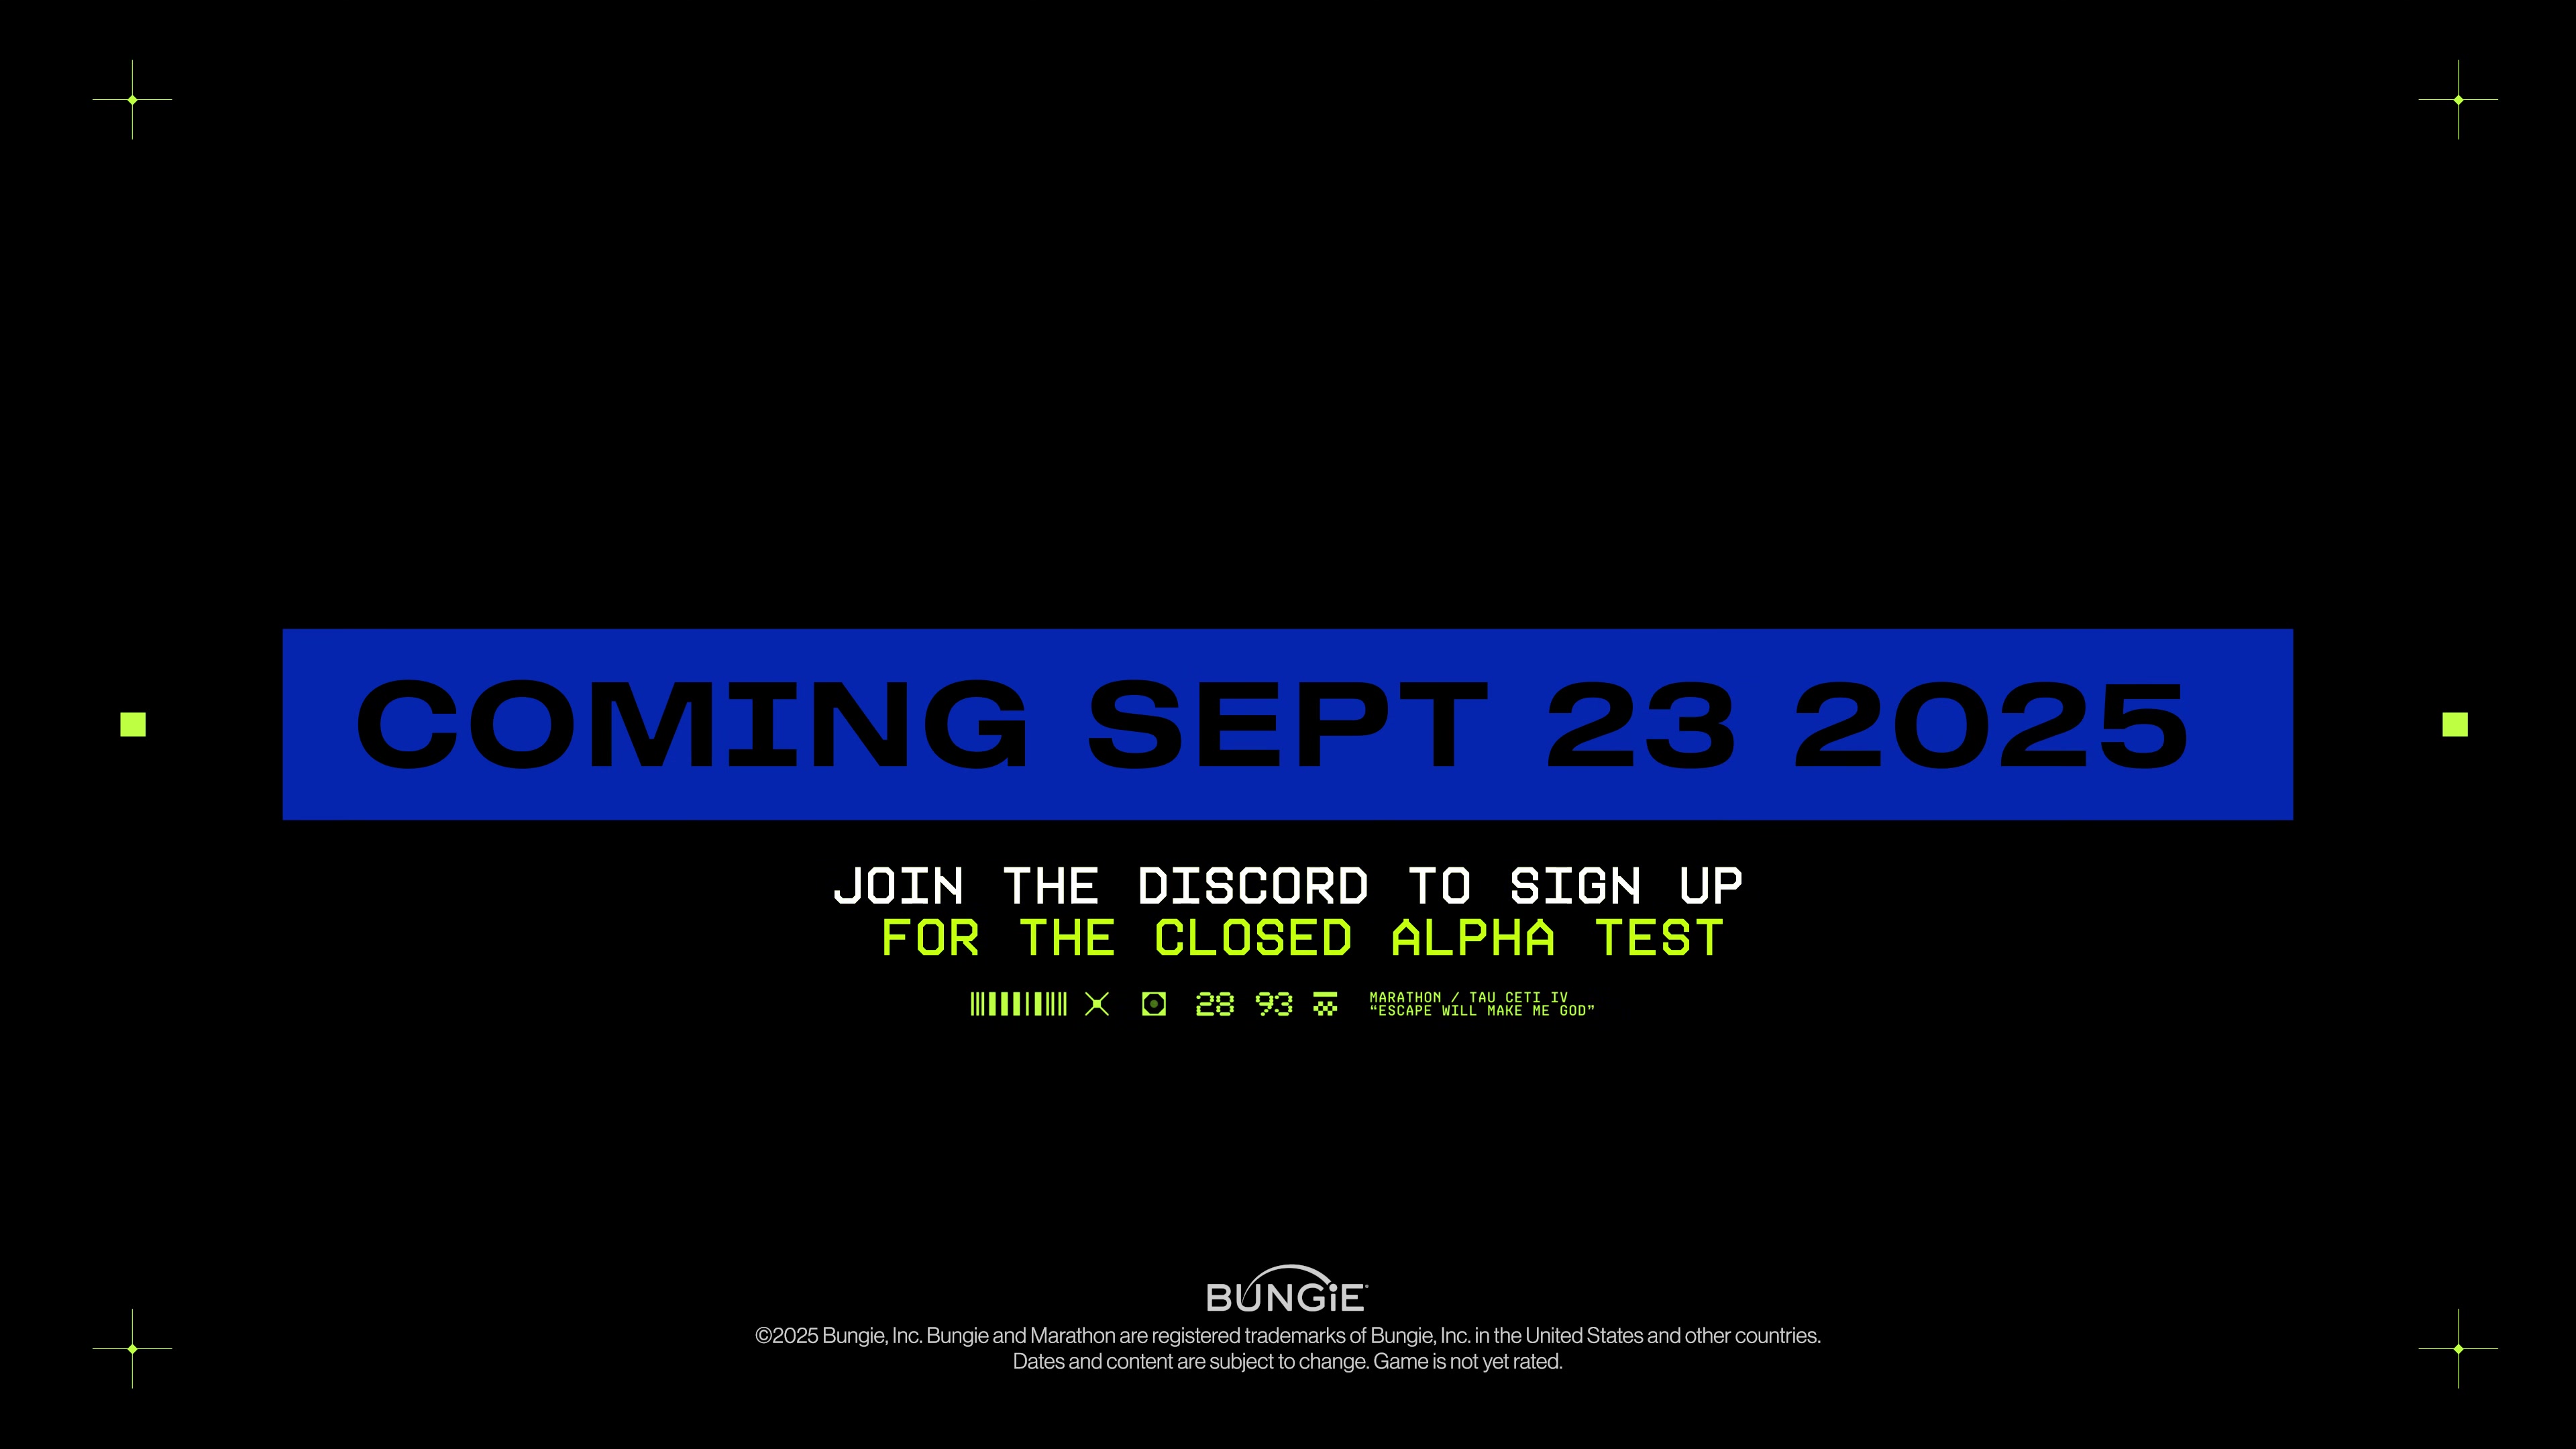 COMING SEPT 23 2025
JOIN THE DISCORD TO SIGN UP
FOR THE CLOSED ALPHA TEST
28 93
MARATHON / TAU CETI IV
“ESCAPE WILL MAKE ME GOD”
BUNGiE
©2025 Bungie, Inc. Bungie and Marathon are registered trademarks of Bungie, Inc. in the United States and other countries.
Dates and content are subject to change. Game is not yet rated.